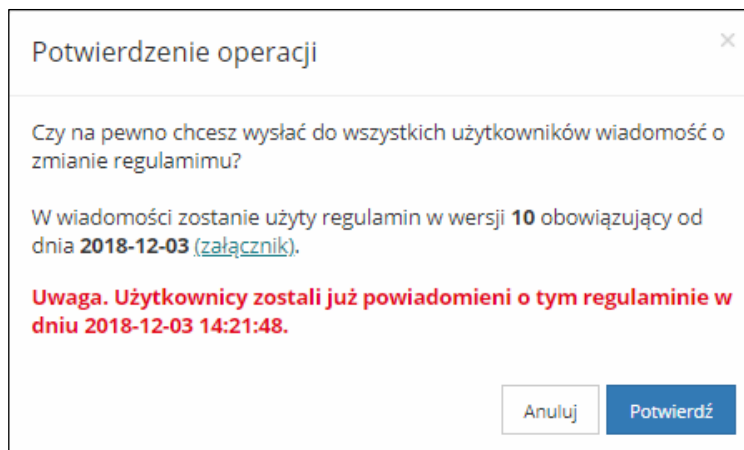 Potwierdzenie operacji
×
Czy na pewno chcesz wysłać do wszystkich użytkowników wiadomość o
zmianie regulamimu?
W wiadomości zostanie użyty regulamin w wersji 10 obowiązujący od
dnia 2018-12-03 (załącznik).
Uwaga. Użytkownicy zostali już powiadomieni o tym regulaminie w
dniu 2018-12-03 14:21:48.
Anuluj Potwierdź